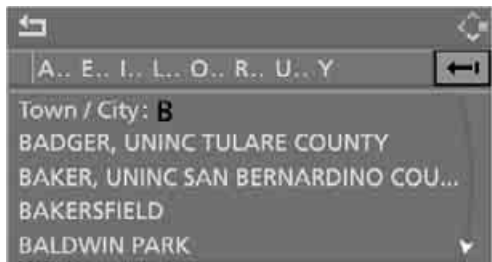 A.. E.. I.. L.. O.. R.. U.. Y
Town / City: B
BADGER, UNINC TULARE COUNTY
BAKER, UNINC SAN BERNARDINO COU...
BAKERSFIELD
BALDWIN PARK